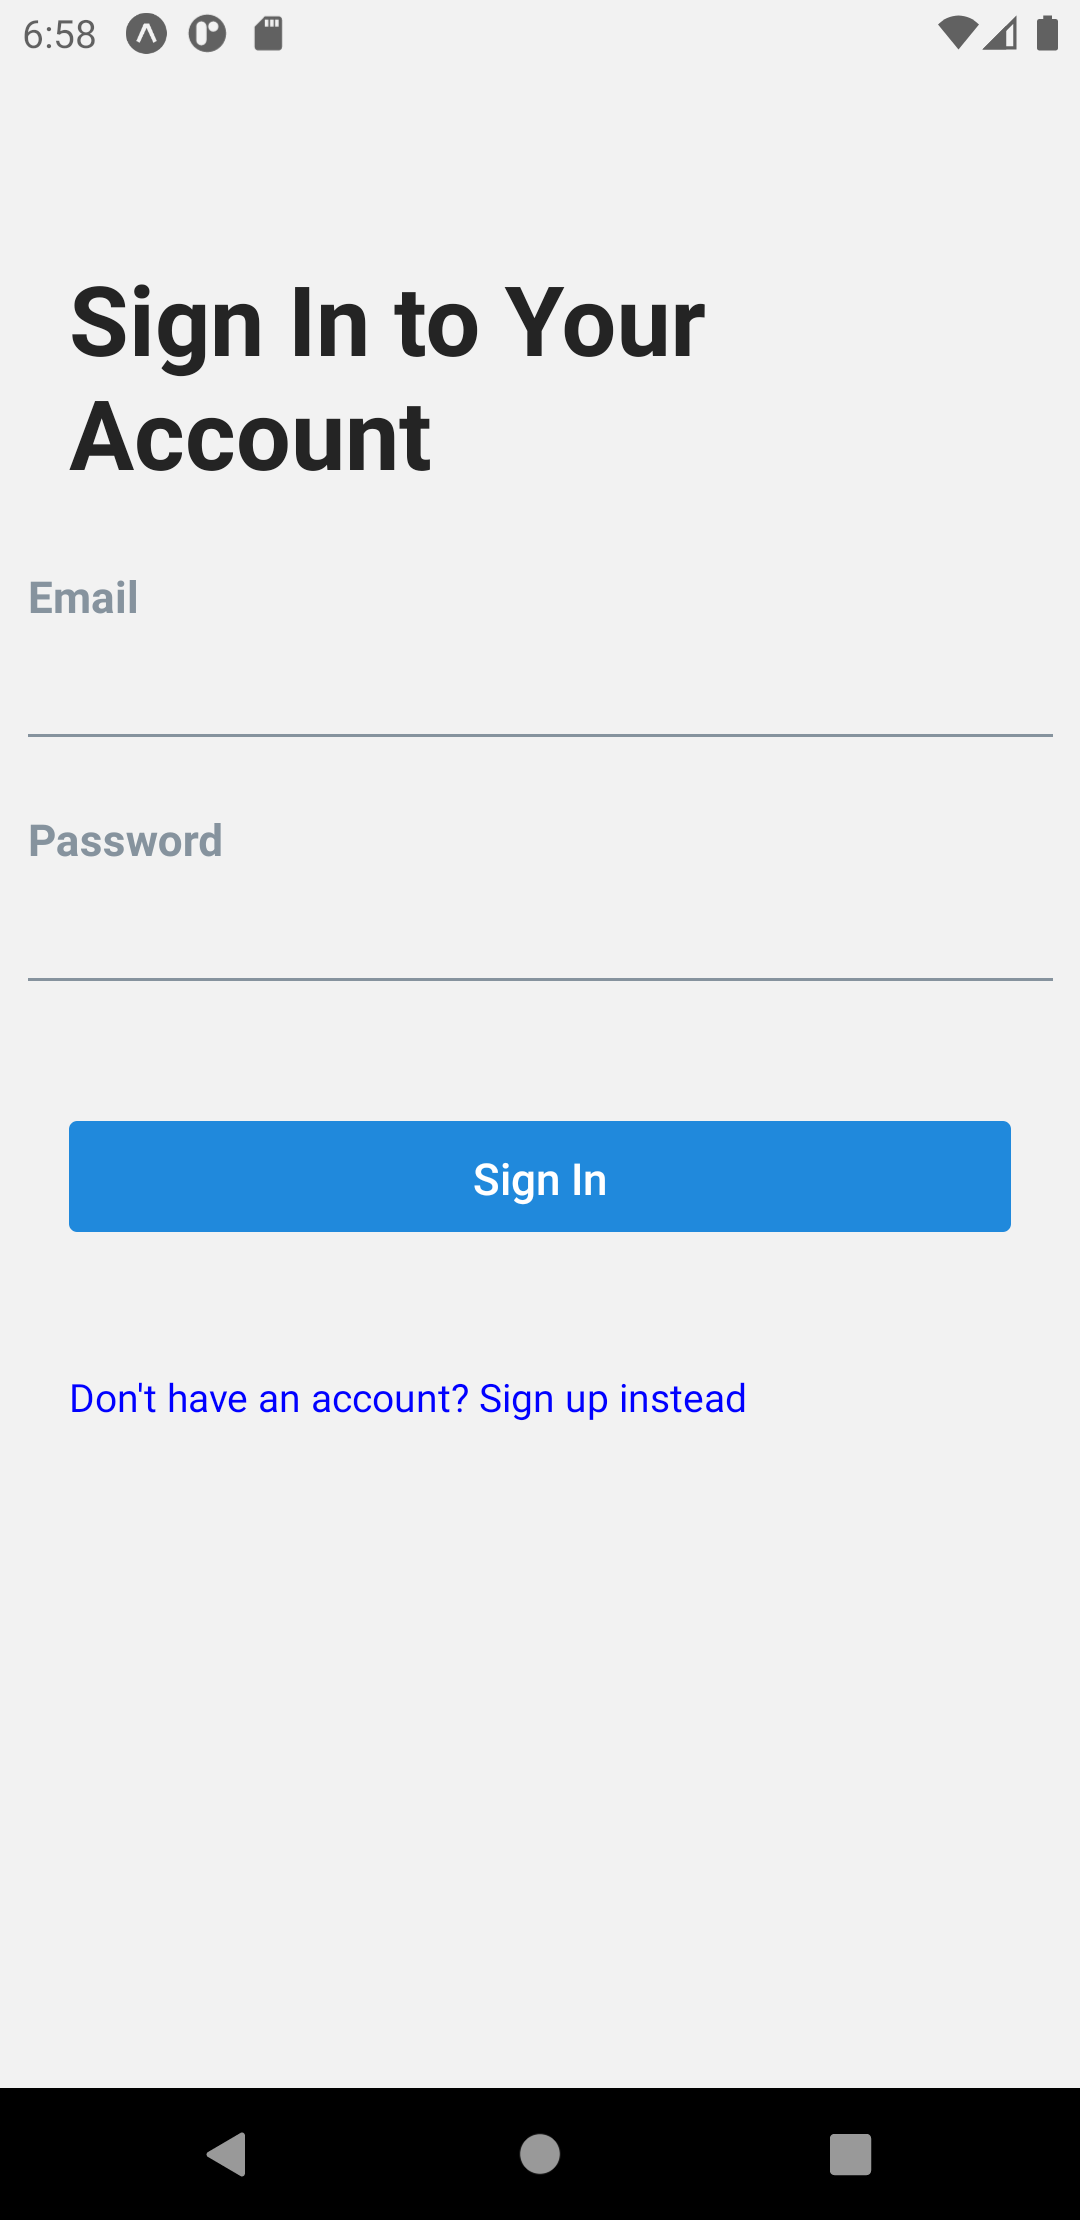 6:58
Sign In to Your
Account
Email
Password
Sign In
Don't have an account? Sign up instead